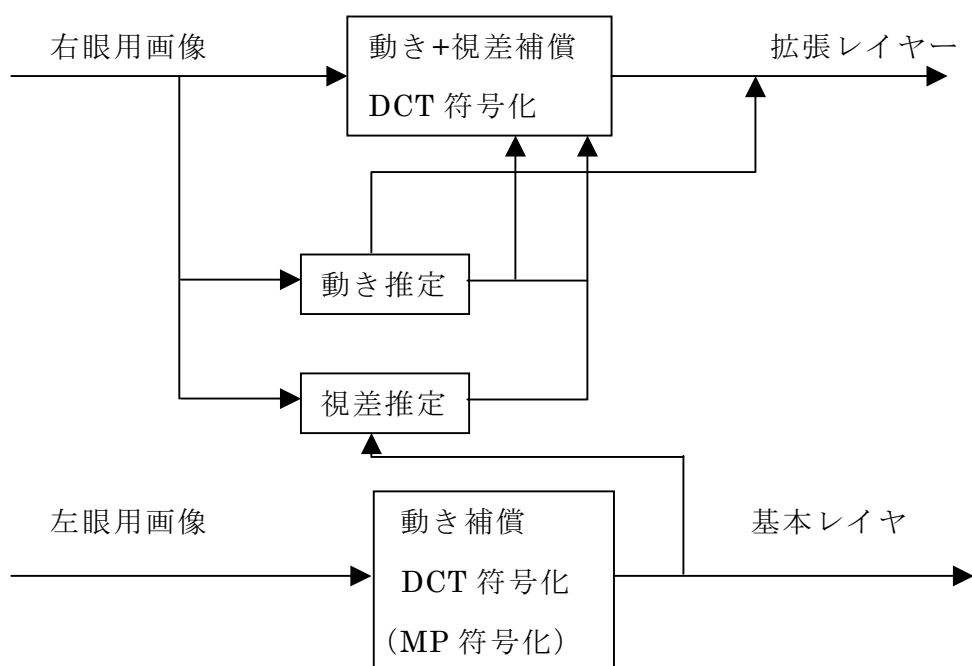 右眼用画像
動き+視差補償
DCT 符号化
拡張レイヤー
動き推定
視差推定
左眼用画像
動き補償
DCT 符号化
(MP 符号化）
基本レイヤ